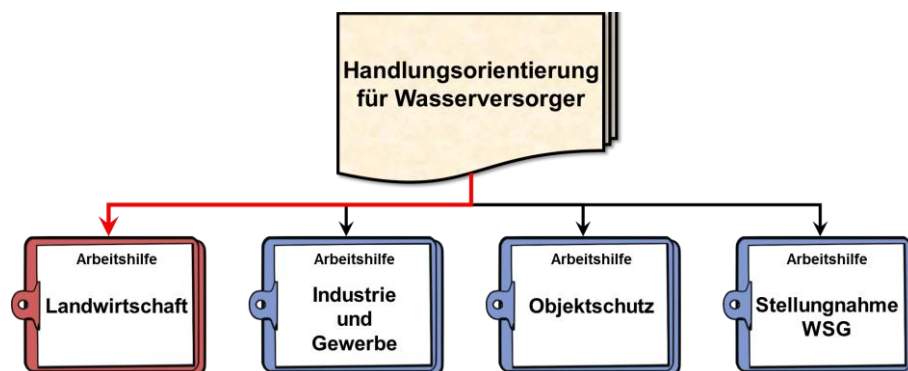 Handlungsorientierung
für Wasserversorger
Arbeitshilfe
Landwirtschaft
Arbeitshilfe
Industrie
und
Gewerbe
Arbeitshilfe
Objektschutz
Arbeitshilfe
Stellungnahme
WSG